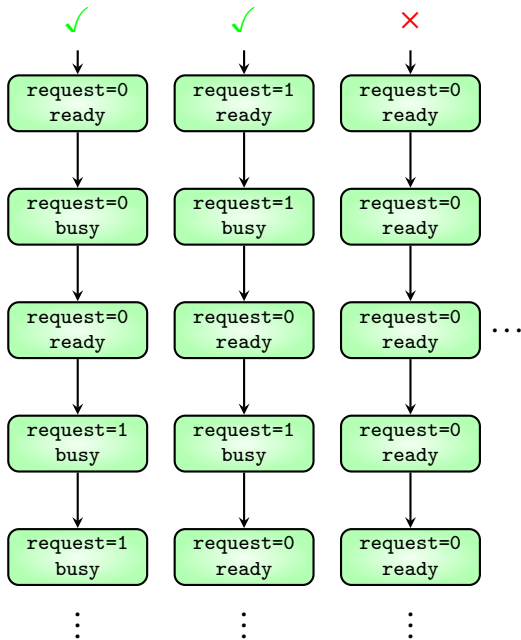 ✓ ✓ ×
request=0 request=1 request=0
ready ready ready
request=0 request=1 request=0
busy busy ready
request=0 request=0 request=0
ready ready ready
...
request=1 request=1 request=0
busy busy ready
request=1 request=0 request=0
busy ready ready
⋮ ⋮ ⋮